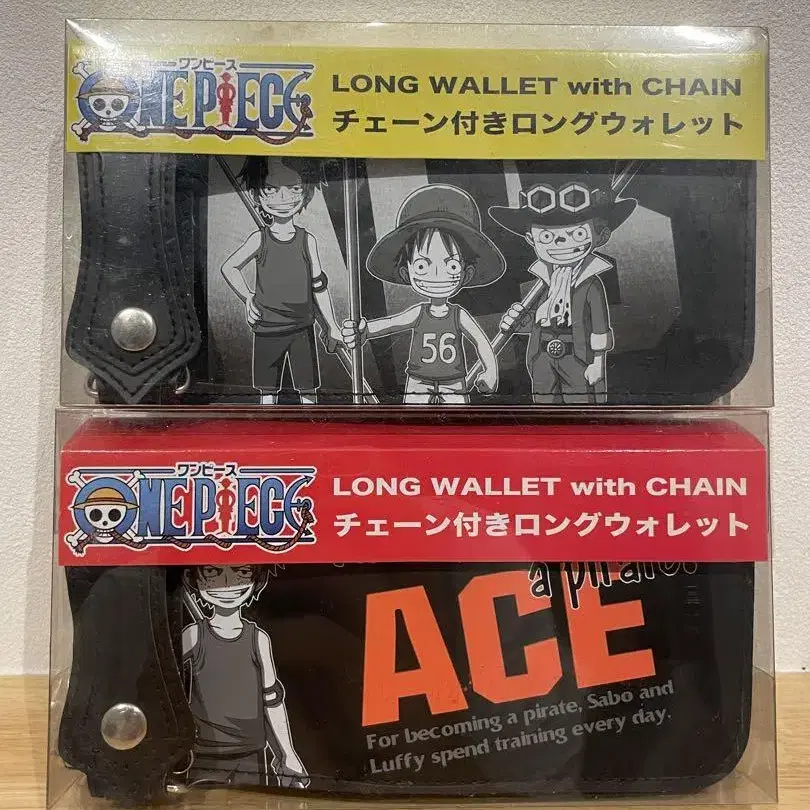 ワンピース
ONE PIECE
LONG WALLET with CHAIN
チェーン付きロングウォレット
56
ワンピース
ONE PIECE
LONG WALLET with CHAIN
チェーン付きロングウォレット
a pirate.
ACE
For becoming a pirate, Sabo and
Luffy spend training every day.